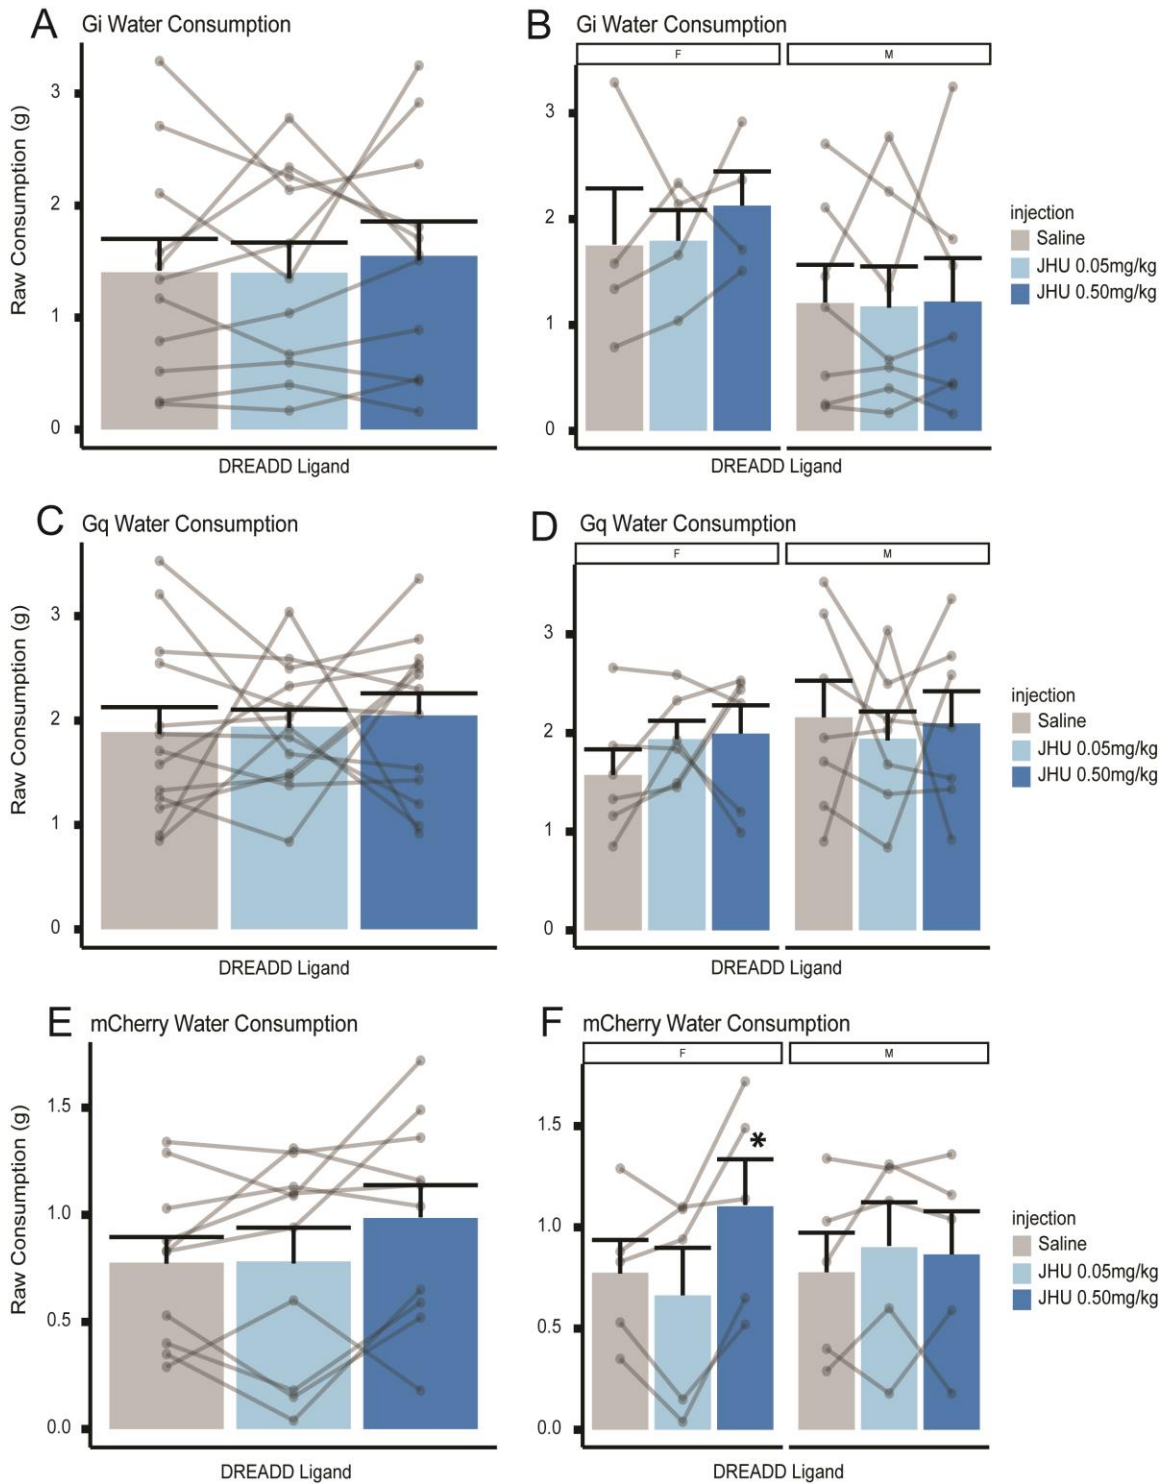 A Gi Water Consumption
Raw Consumption (g)
3
2
1
0
DREADD Ligand
B Gi Water Consumption
F
M
3
2
1
0
DREADD Ligand
injection
Saline
JHU 0.05mg/kg
JHU 0.50mg/kg
C Gq Water Consumption
Raw Consumption (g)
3
2
1
0
DREADD Ligand
D Gq Water Consumption
F
M
3
2
1
0
DREADD Ligand
injection
Saline
JHU 0.05mg/kg
JHU 0.50mg/kg
E mCherry Water Consumption
Raw Consumption (g)
1.5
1.0
0.5
0.0
DREADD Ligand
F mCherry Water Consumption
F
M
1.5
1.0
0.5
0.0
*
DREADD Ligand
injection
Saline
JHU 0.05mg/kg
JHU 0.50mg/kg